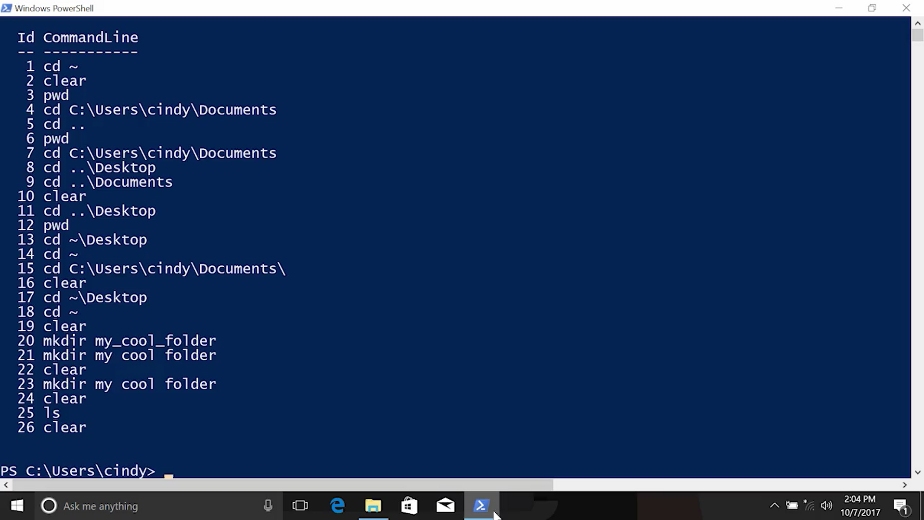 Windows PowerShell
Id CommandLine
-- -----------
1 cd ~
2 clear
3 pwd
4 cd C:\Users\cindy\Documents
5 cd ..
6 pwd
7 cd C:\Users\cindy\Documents
8 cd ..\Desktop
9 cd ..\Documents
10 clear
11 cd ..\Desktop
12 pwd
13 cd ~\Desktop
14 cd ~
15 cd C:\Users\cindy\Documents\
16 clear
17 cd ~\Desktop
18 cd ~
19 clear
20 mkdir my_cool_folder
21 mkdir my cool folder
22 clear
23 mkdir my cool folder
24 clear
25 ls
26 clear
PS C:\Users\cindy> _
Ask me anything
2:04 PM
10/7/2017
1